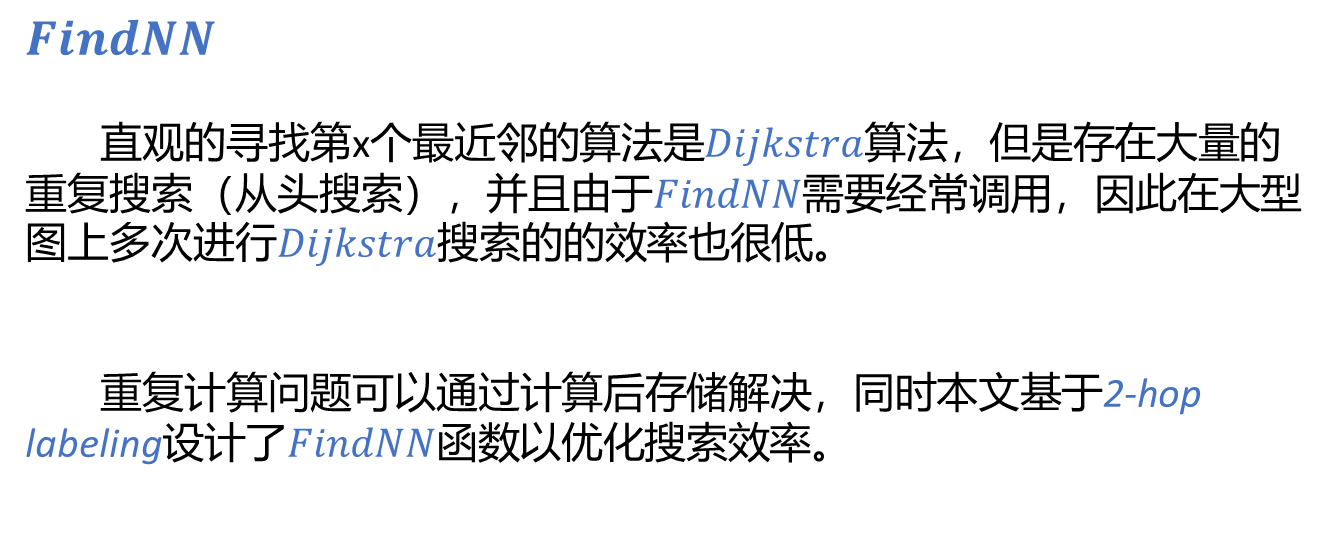 FindNN
直观的寻找第x个最近邻的算法是Dijkstra算法，但是存在大量的
重复搜索（从头搜索），并且由于FindNN需要经常调用，因此在大型
图上多次进行Dijkstra搜索的的效率也很低。
重复计算问题可以通过计算后存储解决，同时本文基于2-hop
labeling设计了FindNN函数以优化搜索效率。